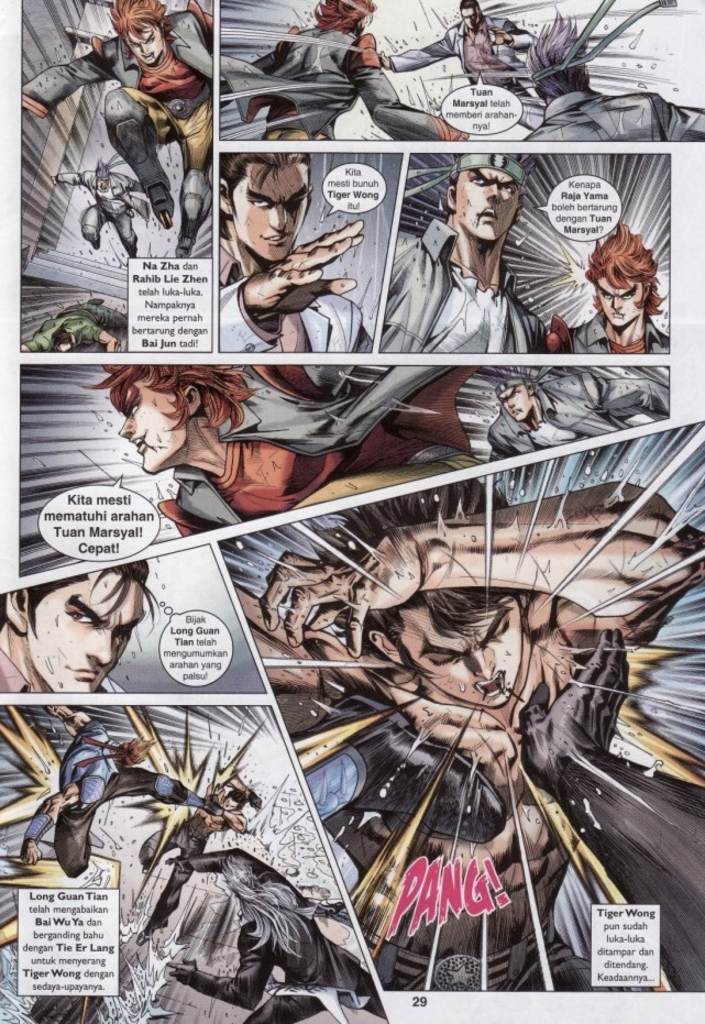 Tuan
Marsyal telah
memberi arahan-
nya!
Na Zha dan
Rahib Lie Zhen
telah luka-luka.
Nampaknya
mereka pernah
bertarung dengan
Bai Jun tadi!
Kita
mesti bunuh
Tiger Wong
itu!
Kenapa
Raja Yama
boleh bertarung
dengan Tuan
Marsyal?
Kita mesti
mematuhi arahan
Tuan Marsyal!
Cepat!
Bijak
Long Guan
Tian telah
mengumumkan
arahan yang
palsu!
Long Guan Tian
telah mengabaikan
Bai Wu Ya dan
berganding bahu
dengan Tie Er Lang
untuk menyerang
Tiger Wong dengan
sedaya-upayanya.
PANG!
Tiger Wong
pun sudah
luka-luka
ditampar dan
ditendang.
Keadaannya...
29